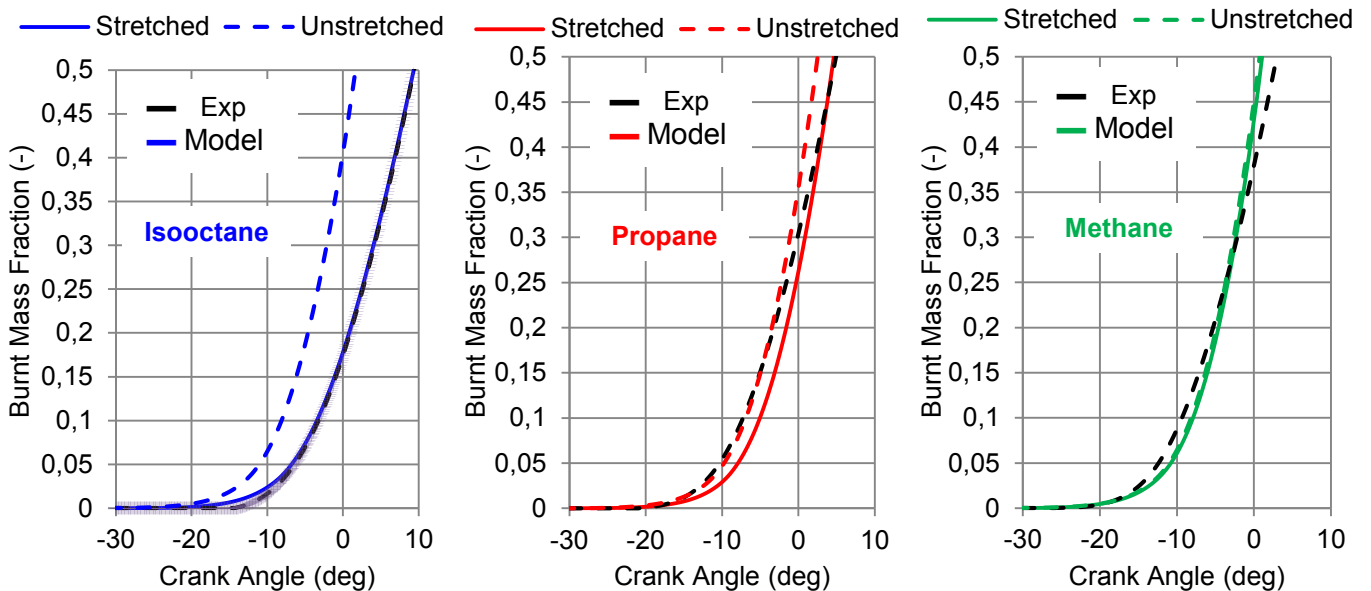 Stretched Unstretched
0,5
0,45
0,4
0,35
0,3
0,25
0,2
0,15
0,1
0,05
0
Burnt Mass Fraction (-)
Exp
Model
Isooctane
-30 -20 -10 0 10
Crank Angle (deg)
Stretched Unstretched
0,5
0,45
0,4
0,35
0,3
0,25
0,2
0,15
0,1
0,05
0
Burnt Mass Fraction (-)
Exp
Model
Propane
-30 -20 -10 0 10
Crank Angle (deg)
Stretched Unstretched
0,5
0,45
0,4
0,35
0,3
0,25
0,2
0,15
0,1
0,05
0
Burnt Mass Fraction (-)
Exp
Model
Methane
-30 -20 -10 0 10
Crank Angle (deg)